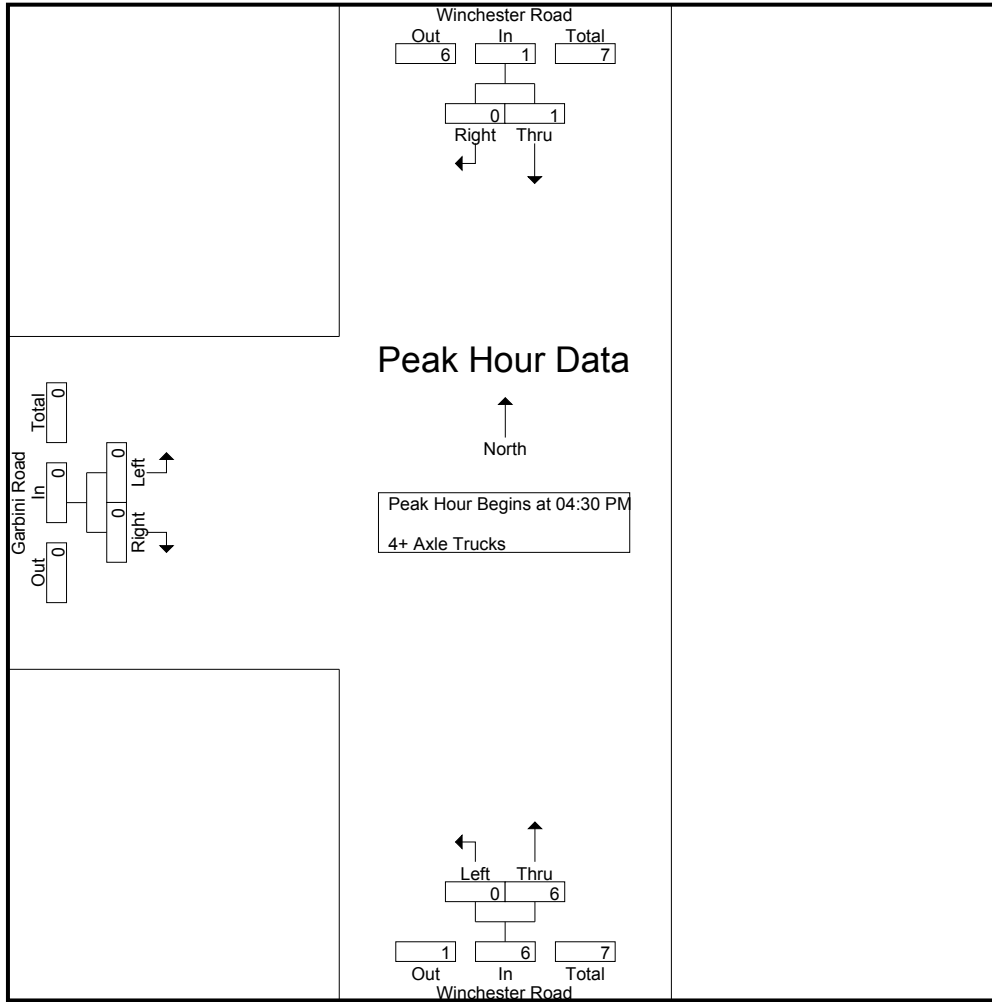 Winchester Road
Out In Total
6 1 7
0 1
Right Thru
Peak Hour Data
North
Peak Hour Begins at 04:30 PM
4+ Axle Trucks
Garbini Road
Out In Total
0 0 0
Right Left
0 0
Left Thru
0 6
1 6 7
Out In Total
Winchester Road